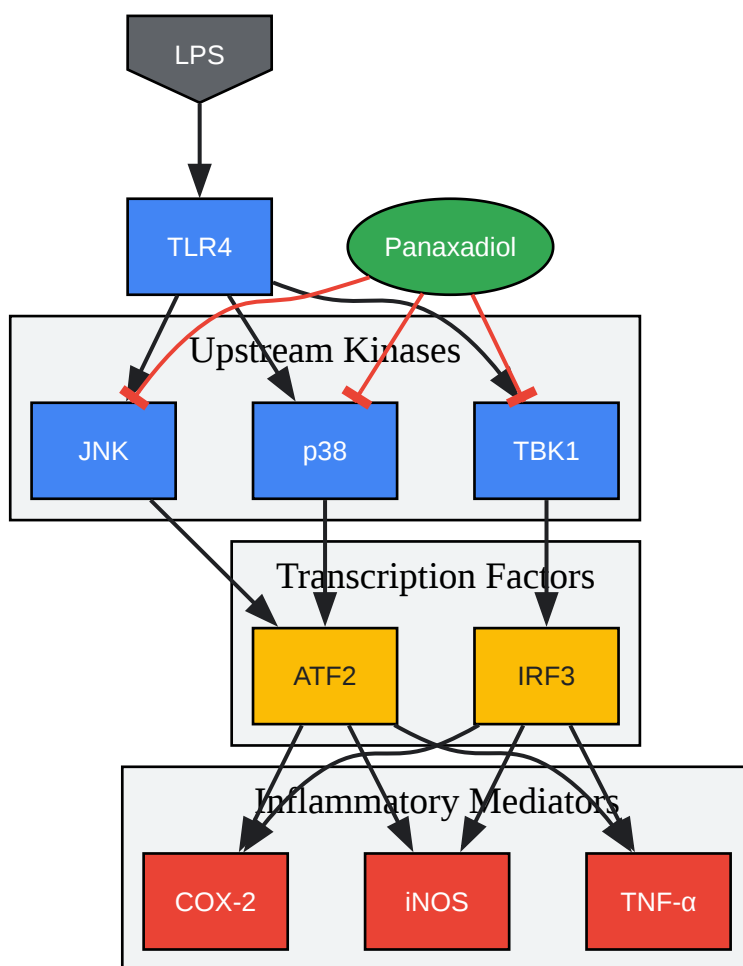 LPS
TLR4
Panaxadiol
Upstream Kinases
JNK
p38
TBK1
Transcription Factors
ATF2
IRF3
Inflammatory Mediators
COX-2
iNOS
TNF-α